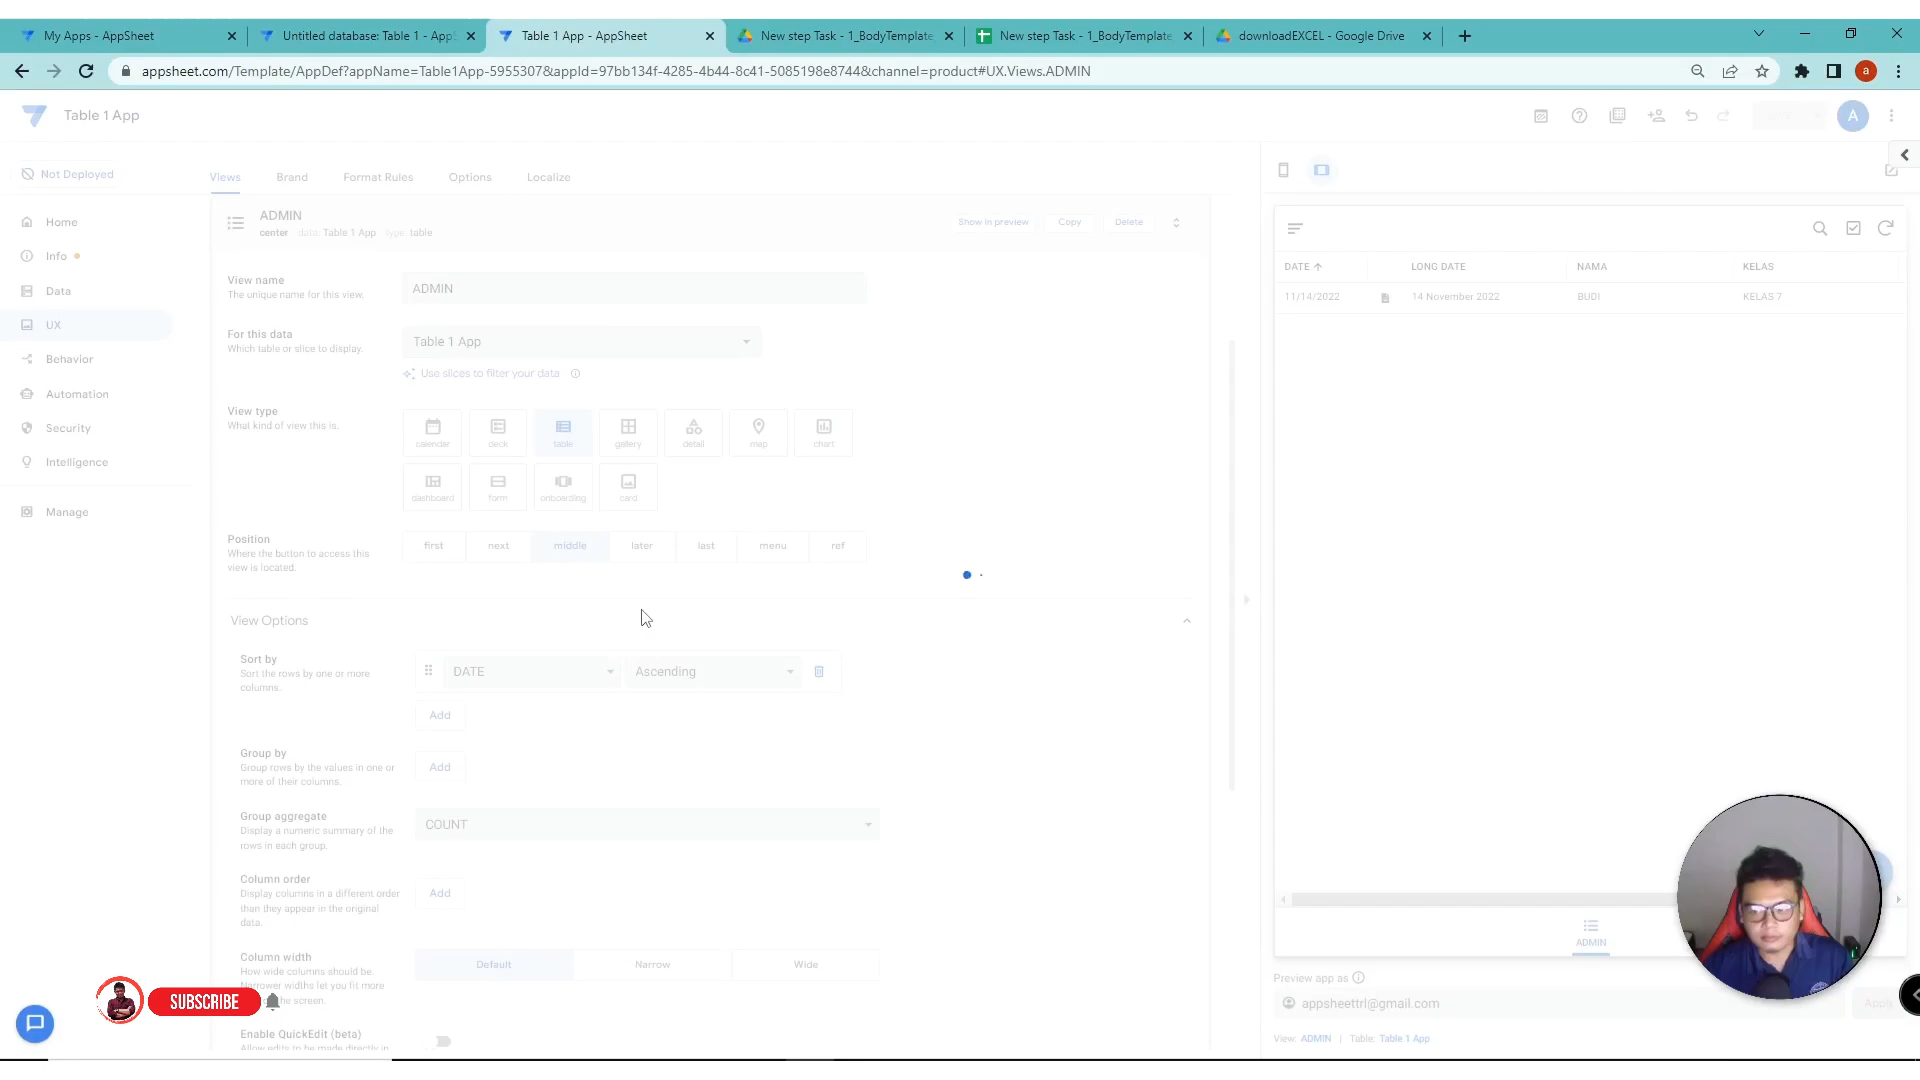 My Apps - AppSheet
Untitled database: Table 1 - AppS
Table 1 App - AppSheet
New step Task - 1_BodyTemplate
New step Task - 1_BodyTemplate
downloadEXCEL - Google Drive
appsheet.com/Template/AppDef?appName=Table1App-5955307&appId=97bb134f-4285-4b44-8c41-5085198e8744&channel=product#UX.Views.ADMIN
a
Table 1 App
A
Not Deployed
Views
Brand
Format Rules
Options
Localize
Home
Info
Data
UX
Behavior
Automation
Security
Intelligence
Manage
ADMIN
center data: Table 1 App type: table
Show in preview
Copy
Delete
View name
The unique name for this view.
ADMIN
For this data
Which table or slice to display.
Table 1 App
Use slices to filter your data
View type
What kind of view this is.
calendar
deck
table
gallery
detail
map
chart
dashboard
form
onboarding
card
Position
Where the button to access this
view is located.
first
next
middle
later
last
menu
ref
View Options
Sort by
Sort the rows by one or more
columns.
DATE
Ascending
Add
Group by
Group rows by the values in one or
more of their columns.
Add
Group aggregate
Display a numeric summary of the
rows in each group.
COUNT
Column order
Display columns in a different order
than they appear in the original
data.
Add
Column width
How wide columns should be.
Narrower widths let you fit more
the screen.
Default
Narrow
Wide
Enable QuickEdit (beta)
Allow edits to be made directly in
SUBSCRIBE
DATE
LONG DATE
NAMA
KELAS
11/14/2022
14 November 2022
BUDI
KELAS 7
ADMIN
Preview app as
appsheettrl@gmail.com
Apply
View: ADMIN | Table: Table 1 App